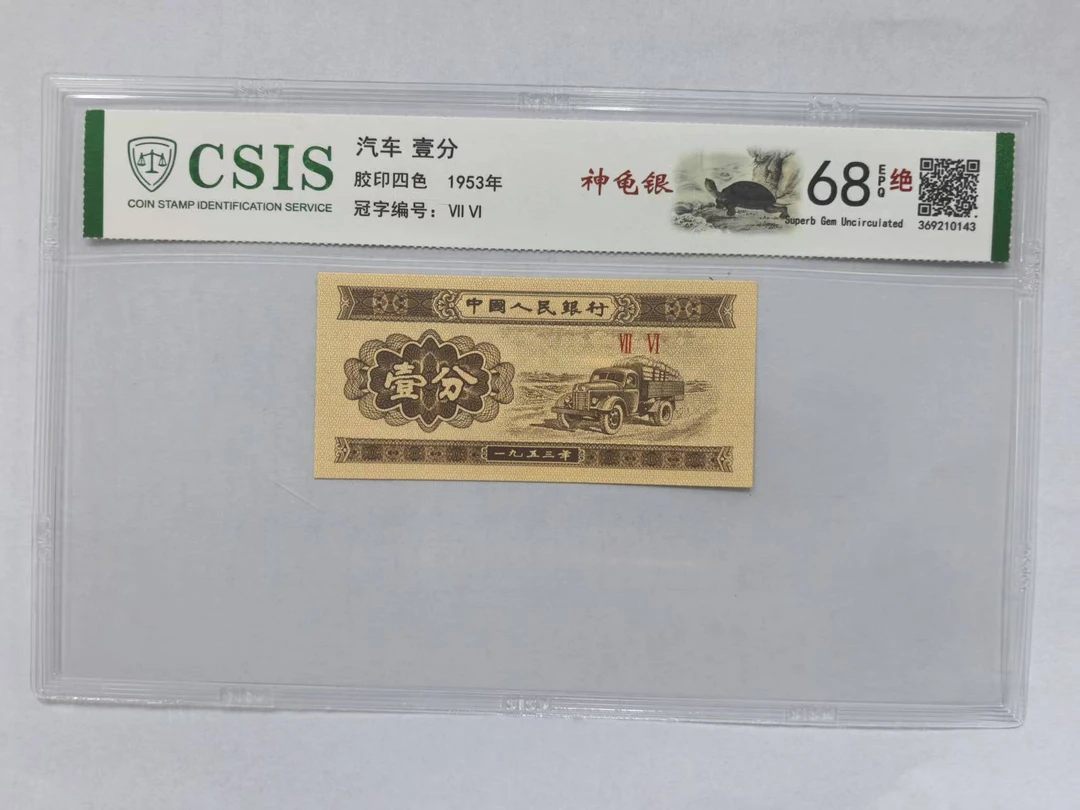 CSIS
COIN STAMP IDENTIFICATION SERVICE
汽车 壹分
胶印四色 1953年
冠字编号：Ⅶ Ⅵ
神龟银
68 EPQ 绝
Superb Gem Uncirculated
369210143
中國人民銀行
Ⅶ Ⅵ
壹分
一九五三年